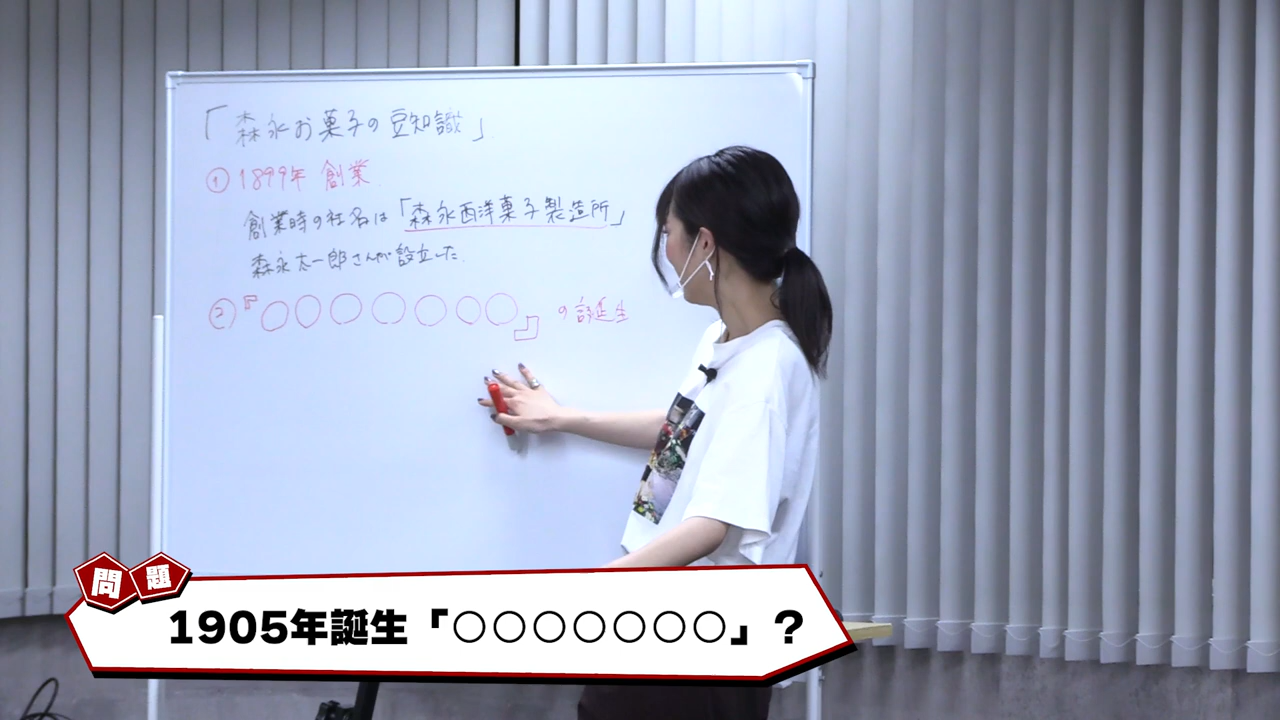 「森永お菓子の豆知識」
① 1899年 創業
創業時の社名は「森永西洋菓子製造所」
森永太一郎さんが設立した.
②『○○○○○○○』の誕生
問題
1905年誕生「○○○○○○○」？